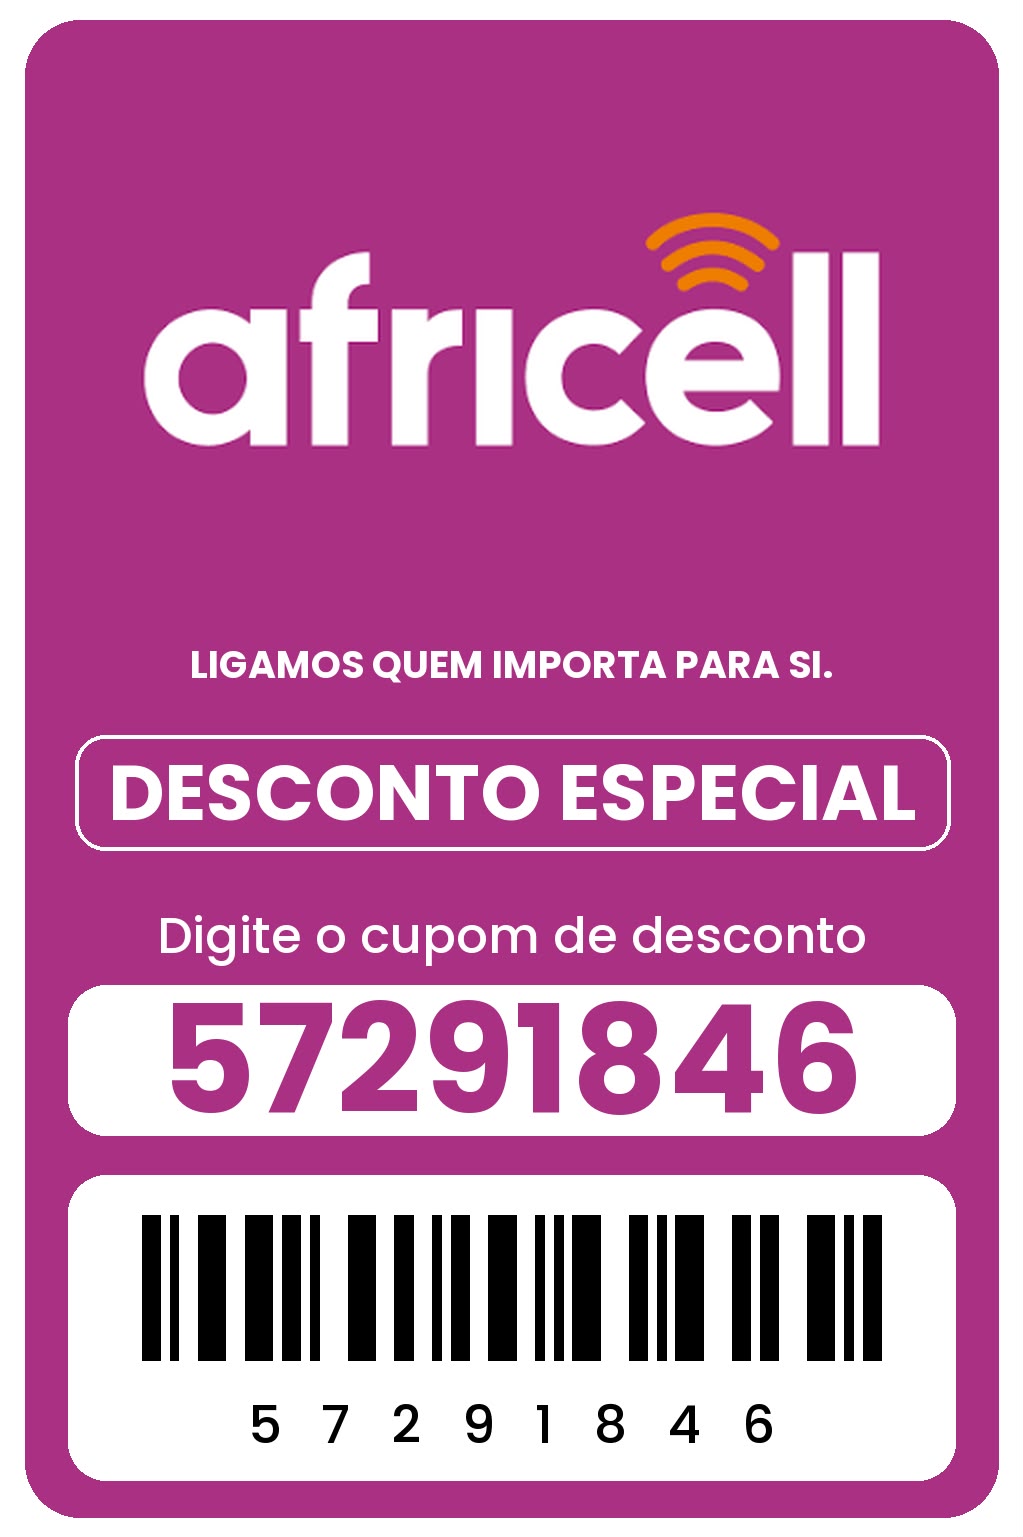 africell
LIGAMOS QUEM IMPORTA PARA SI.
DESCONTO ESPECIAL
Digite o cupom de desconto
57291846
5 7 2 9 1 8 4 6